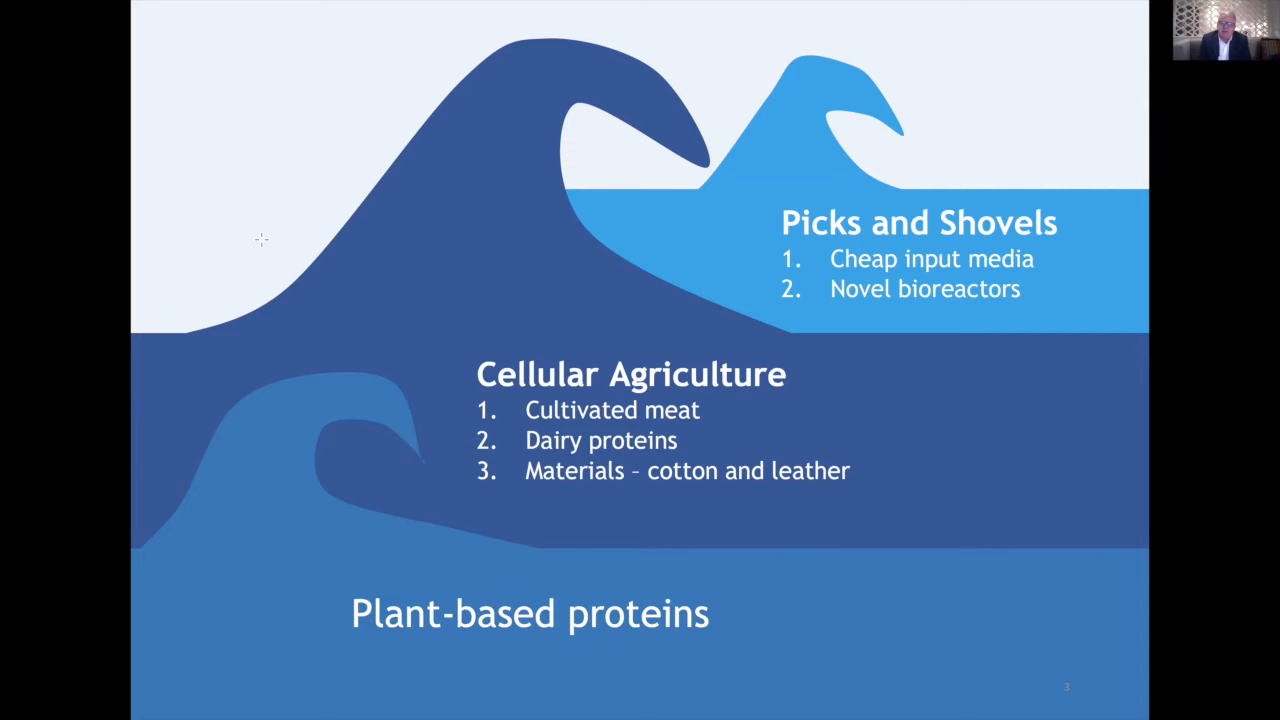 Picks and Shovels
1. Cheap input media
2. Novel bioreactors
Cellular Agriculture
1. Cultivated meat
2. Dairy proteins
3. Materials – cotton and leather
Plant-based proteins
3